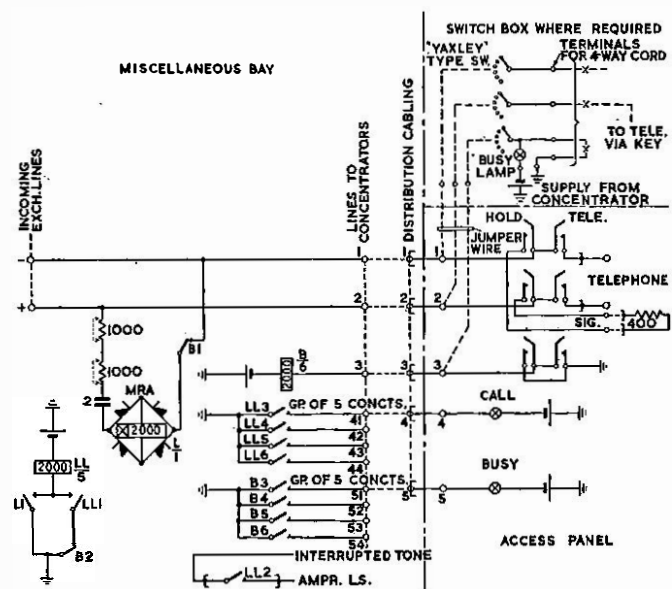 SWITCH BOX WHERE REQUIRED
"YAXLEY"
TYPE SW.
TERMINALS
FOR 4-WAY CORD
MISCELLANEOUS BAY
TO TELE.
VIA KEY
BUSY
LAMP
SUPPLY FROM
CONCENTRATOR
INCOMING
EXCH. LINES
LINES TO
CONCENTRATORS
DISTRIBUTION CABLING
HOLD
TELE.
JUMPER
WIRE
-
1
1
1
+
2
2
2
TELEPHONE
SIG.
400
1000
1000
B1
B/6
2000
3
3
3
2
MRA
2000
L/1
LL3
GP. OF 5 CONCTS.
41
4
4
CALL
LL4
42
LL5
43
LL6
44
2000
LL/5
L1
LL1
B2
B3
GP. OF 5 CONCTS.
51
5
5
BUSY
B4
52
B5
53
B6
54
INTERRUPTED TONE
LL2
AMPR. L.S.
ACCESS PANEL